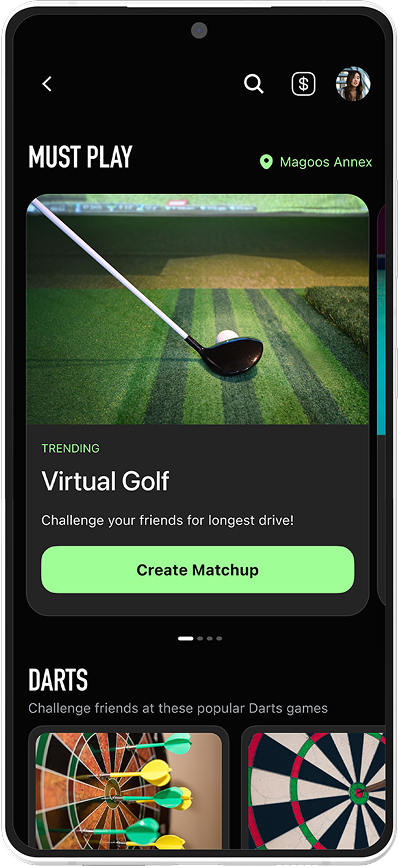 MUST PLAY
Magoos Annex
TRENDING
Virtual Golf
Challenge your friends for longest drive!
Create Matchup
DARTS
Challenge friends at these popular Darts games